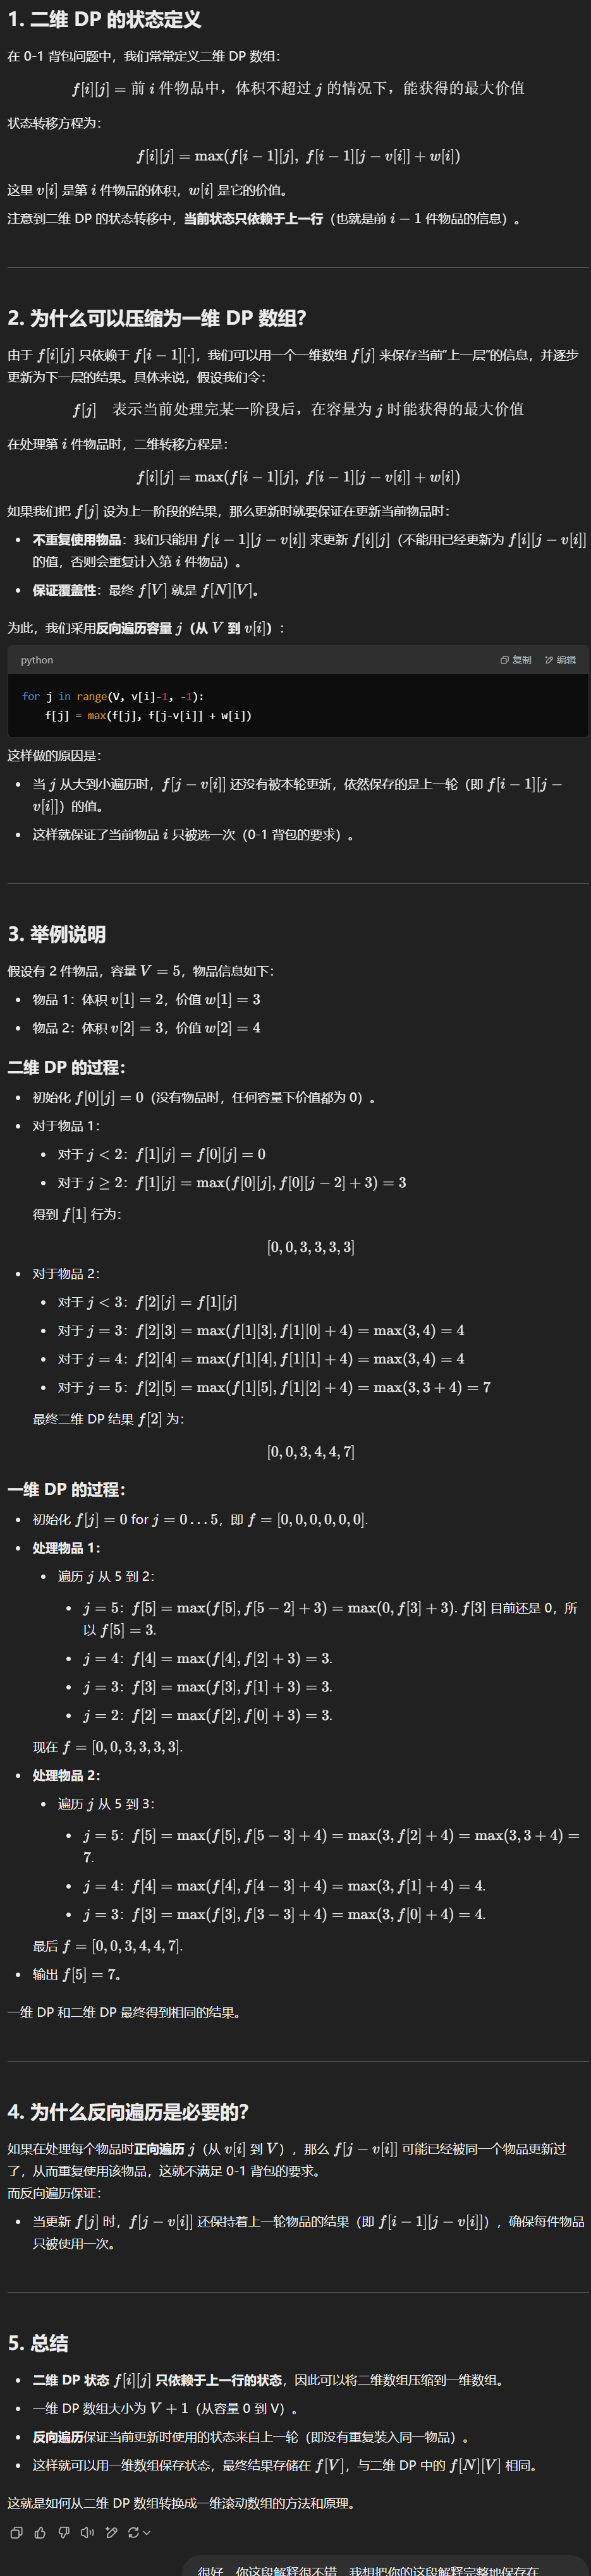 1. 二维 DP 的状态定义
在 0-1 背包问题中，我们常常定义二维 DP 数组：
f[i][j] = 前 i 件物品中，体积不超过 j 的情况下，能获得的最大价值
状态转移方程为：
f[i][j] = max(f[i − 1][j], f[i − 1][j − v[i]] + w[i])
这里 v[i] 是第 i 件物品的体积，w[i] 是它的价值。
注意到二维 DP 的状态转移中，当前状态只依赖于上一行（也就是前 i − 1 件物品的信息）。
2. 为什么可以压缩为一维 DP 数组？
由于 f[i][j] 只依赖于 f[i − 1][·]，我们可以用一个一维数组 f[j] 来保存当前“上一层”的信息，并逐步
更新为下一层的结果。具体来说，假设我们令：
f[j] 表示当前处理完某一阶段后，在容量为 j 时能获得的最大价值
在处理第 i 件物品时，二维转移方程是：
f[i][j] = max(f[i − 1][j], f[i − 1][j − v[i]] + w[i])
如果我们把 f[j] 设为上一阶段的结果，那么更新时就要保证在更新当前物品时：
• 不重复使用物品：我们只能用 f[i − 1][j − v[i]] 来更新 f[i][j]（不能用已经更新为 f[i][j − v[i]]
的值，否则会重复计入第 i 件物品）。
• 保证覆盖性：最终 f[V] 就是 f[N][V]。
为此，我们采用反向遍历容量 j（从 V 到 v[i]）：
python 复制 编辑
for j in range(V, v[i]-1, -1):
f[j] = max(f[j], f[j-v[i]] + w[i])
这样做的原因是：
• 当 j 从大到小遍历时，f[j − v[i]] 还没有被本轮更新，依然保存的是上一轮（即 f[i − 1][j −
v[i]]）的值。
• 这样就保证了当前物品 i 只被选一次（0-1 背包的要求）。
3. 举例说明
假设有 2 件物品，容量 V = 5，物品信息如下：
• 物品 1：体积 v[1] = 2，价值 w[1] = 3
• 物品 2：体积 v[2] = 3，价值 w[2] = 4
二维 DP 的过程：
• 初始化 f[0][j] = 0（没有物品时，任何容量下价值都为 0）。
• 对于物品 1：
• 对于 j < 2：f[1][j] = f[0][j] = 0
• 对于 j ≥ 2：f[1][j] = max(f[0][j], f[0][j − 2] + 3) = 3
得到 f[1] 行为：
[0, 0, 3, 3, 3, 3]
• 对于物品 2：
• 对于 j < 3：f[2][j] = f[1][j]
• 对于 j = 3：f[2][3] = max(f[1][3], f[1][0] + 4) = max(3, 4) = 4
• 对于 j = 4：f[2][4] = max(f[1][4], f[1][1] + 4) = max(3, 4) = 4
• 对于 j = 5：f[2][5] = max(f[1][5], f[1][2] + 4) = max(3, 3 + 4) = 7
最终二维 DP 结果 f[2] 为：
[0, 0, 3, 4, 4, 7]
一维 DP 的过程：
• 初始化 f[j] = 0 for j = 0 … 5，即 f = [0, 0, 0, 0, 0, 0].
• 处理物品 1：
• 遍历 j 从 5 到 2：
• j = 5：f[5] = max(f[5], f[5 − 2] + 3) = max(0, f[3] + 3). f[3] 目前还是 0，所
以 f[5] = 3.
• j = 4：f[4] = max(f[4], f[2] + 3) = 3.
• j = 3：f[3] = max(f[3], f[1] + 3) = 3.
• j = 2：f[2] = max(f[2], f[0] + 3) = 3.
现在 f = [0, 0, 3, 3, 3, 3].
• 处理物品 2：
• 遍历 j 从 5 到 3：
• j = 5：f[5] = max(f[5], f[5 − 3] + 4) = max(3, f[2] + 4) = max(3, 3 + 4) =
7.
• j = 4：f[4] = max(f[4], f[4 − 3] + 4) = max(3, f[1] + 4) = 4.
• j = 3：f[3] = max(f[3], f[3 − 3] + 4) = max(3, f[0] + 4) = 4.
最后 f = [0, 0, 3, 4, 4, 7].
• 输出 f[5] = 7。
一维 DP 和二维 DP 最终得到相同的结果。
4. 为什么反向遍历是必要的？
如果在处理每个物品时正向遍历 j（从 v[i] 到 V），那么 f[j − v[i]] 可能已经被同一个物品更新过
了，从而重复使用该物品，这就不满足 0-1 背包的要求。
而反向遍历保证：
• 当更新 f[j] 时，f[j − v[i]] 还保持着上一轮物品的结果（即 f[i − 1][j − v[i]]），确保每件物品
只被使用一次。
5. 总结
• 二维 DP 状态 f[i][j] 只依赖于上一行的状态，因此可以将二维数组压缩到一维数组。
• 一维 DP 数组大小为 V + 1（从容量 0 到 V）。
• 反向遍历保证当前更新时使用的状态来自上一轮（即没有重复装入同一物品）。
• 这样就可以用一维数组保存状态，最终结果存储在 f[V]，与二维 DP 中的 f[N][V] 相同。
这就是如何从二维 DP 数组转换成一维滚动数组的方法和原理。
很好，你这段解释很不错，我想把你的这段解释完整地保存在